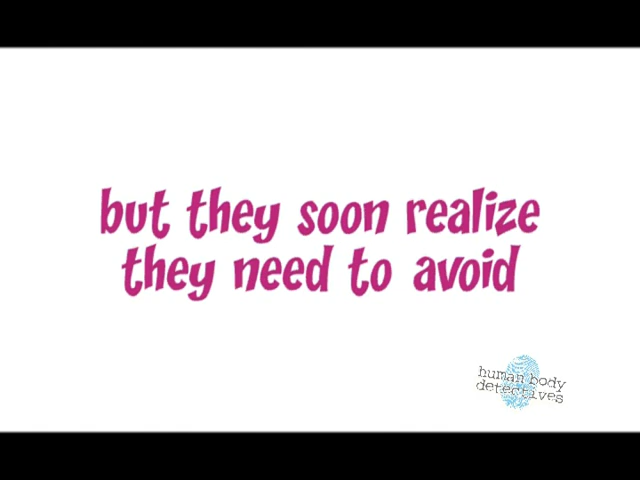 but they soon realize
they need to avoid
human body
detectives